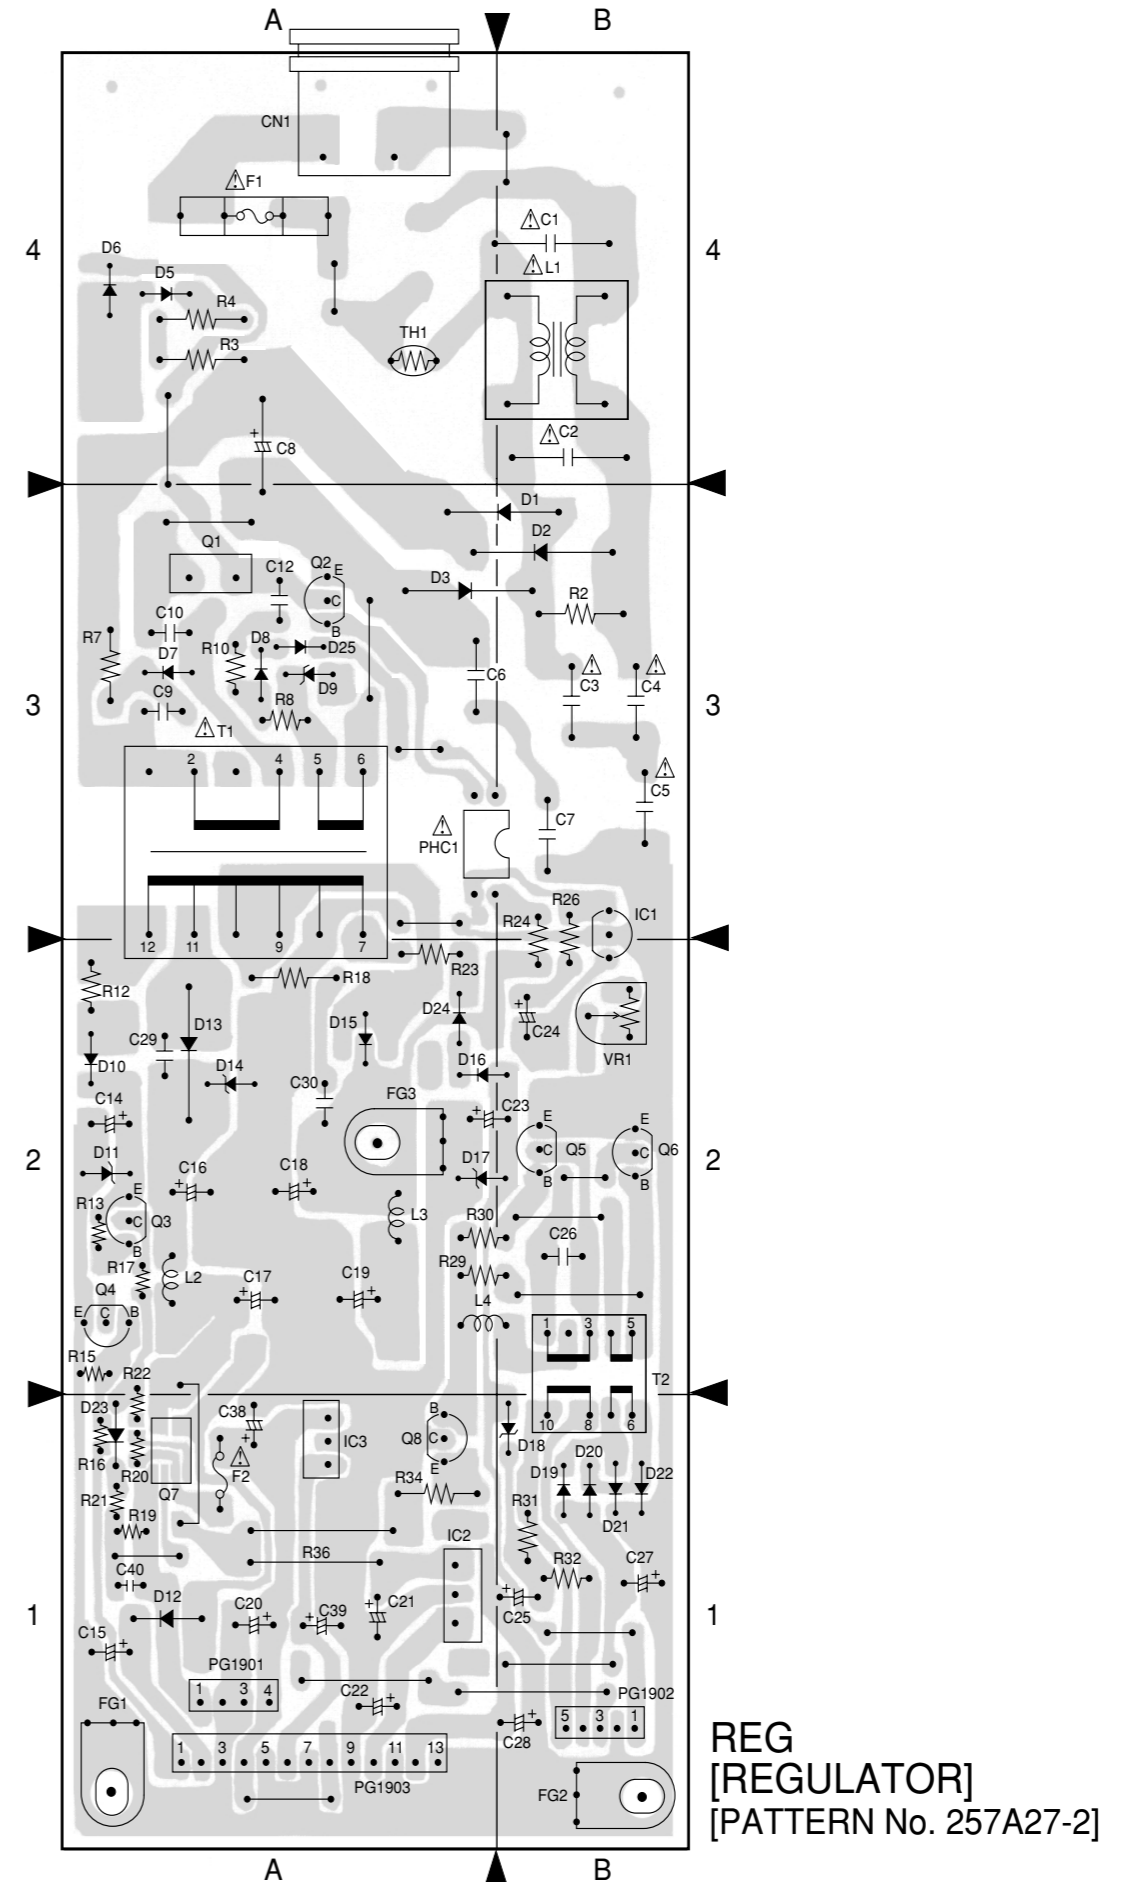 A B
CN1
F1
C1
4 4
D6
L1
D5
R4
TH1
R3
C2
+
C8
D1
D2
Q1
Q2 E
C12
D3
C
R2
C10
B
R7 R10 D8 D25
D7
C6
C3 C4
D9
C9
R8
3 3
T1
2 4 5 6
C5
C7
PHC1
R26
R24 IC1
12 11 9 7
R23
R18
R12
D24 +
D13 D15 C24
C29
VR1
D14 D16
D10
C30
FG3
C14 C23
+ +
E E
C Q5 C Q6
D11 C16 C18 D17
2 2
B B
+ +
R13 E
L3 R30
C Q3
C26
B
R17 R29
L2 C17 C19
Q4 L4
+ +
E C B
1 3 5
R15
R22 T2
D23 C38 B
10 8 6
Q8 C
IC3
+ D18
R16 R20 F2 E D20
D19 D22
R34
R21 Q7
R31
R19 D21
IC2
R36
R32 C27
C40
+
D12 +
C20 C39 + C21 C25
1 1
+ +
C15
+
PG1901
C22 PG1902
1 3 4 +
FG1 + 5 3 1
C28
1 3 5 7 9 11 13
PG1903
FG2
REG
[REGULATOR]
[PATTERN No. 257A27-2]
A B